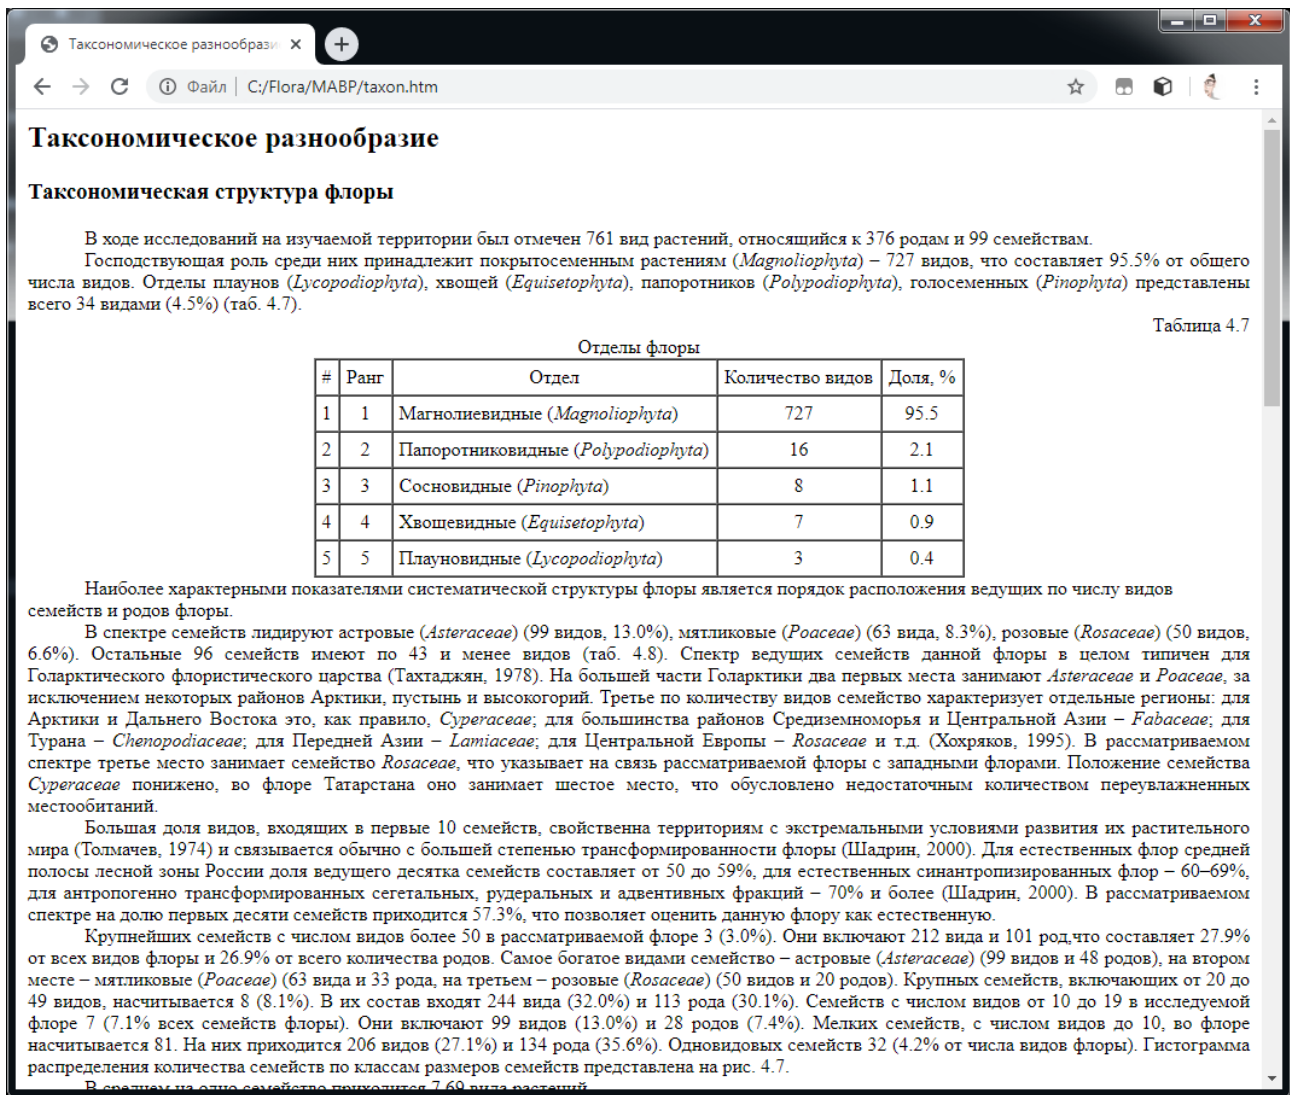 Таксономическое разнообрази
Файл | C:/Flora/MABP/taxon.htm
Таксономическое разнообразие
Таксономическая структура флоры
В ходе исследований на изучаемой территории был отмечен 761 вид растений, относящийся к 376 родам и 99 семействам.
Господствующая роль среди них принадлежит покрытосеменным растениям (Magnoliophyta) – 727 видов, что составляет 95.5% от общего
числа видов. Отделы плаунов (Lycopodiophyta), хвощей (Equisetophyta), папоротников (Polypodiophyta), голосеменных (Pinophyta) представлены
всего 34 видами (4.5%) (таб. 4.7).
Таблица 4.7
Отделы флоры
# Ранг Отдел Количество видов Доля, %
1 1 Магнолиевидные (Magnoliophyta) 727 95.5
2 2 Папоротниковидные (Polypodiophyta) 16 2.1
3 3 Сосновидные (Pinophyta) 8 1.1
4 4 Хвощевидные (Equisetophyta) 7 0.9
5 5 Плауновидные (Lycopodiophyta) 3 0.4
Наиболее характерными показателями систематической структуры флоры является порядок расположения ведущих по числу видов
семейств и родов флоры.
В спектре семейств лидируют астровые (Asteraceae) (99 видов, 13.0%), мятликовые (Poaceae) (63 вида, 8.3%), розовые (Rosaceae) (50 видов,
6.6%). Остальные 96 семейств имеют по 43 и менее видов (таб. 4.8). Спектр ведущих семейств данной флоры в целом типичен для
Голарктического флористического царства (Тахтаджян, 1978). На большей части Голарктики два первых места занимают Asteraceae и Poaceae, за
исключением некоторых районов Арктики, пустынь и высокогорий. Третье по количеству видов семейство характеризует отдельные регионы: для
Арктики и Дальнего Востока это, как правило, Cyperaceae; для большинства районов Средиземноморья и Центральной Азии – Fabaceae; для
Турана – Chenopodiaceae; для Передней Азии – Lamiaceae; для Центральной Европы – Rosaceae и т.д. (Хохряков, 1995). В рассматриваемом
спектре третье место занимает семейство Rosaceae, что указывает на связь рассматриваемой флоры с западными флорами. Положение семейства
Cyperaceae понижено, во флоре Татарстана оно занимает шестое место, что обусловлено недостаточным количеством переувлажненных
местообитаний.
Большая доля видов, входящих в первые 10 семейств, свойственна территориям с экстремальными условиями развития их растительного
мира (Толмачев, 1974) и связывается обычно с большей степенью трансформированности флоры (Шадрин, 2000). Для естественных флор средней
полосы лесной зоны России доля ведущего десятка семейств составляет от 50 до 59%, для естественных синантропизированных флор – 60–69%,
для антропогенно трансформированных сегетальных, рудеральных и адвентивных фракций – 70% и более (Шадрин, 2000). В рассматриваемом
спектре на долю первых десяти семейств приходится 57.3%, что позволяет оценить данную флору как естественную.
Крупнейших семейств с числом видов более 50 в рассматриваемой флоре 3 (3.0%). Они включают 212 вида и 101 род,что составляет 27.9%
от всех видов флоры и 26.9% от всего количества родов. Самое богатое видами семейство – астровые (Asteraceae) (99 видов и 48 родов), на втором
месте – мятликовые (Poaceae) (63 вида и 33 рода, на третьем – розовые (Rosaceae) (50 видов и 20 родов). Крупных семейств, включающих от 20 до
49 видов, насчитывается 8 (8.1%). В их состав входят 244 вида (32.0%) и 113 рода (30.1%). Семейств с числом видов от 10 до 19 в исследуемой
флоре 7 (7.1% всех семейств флоры). Они включают 99 видов (13.0%) и 28 родов (7.4%). Мелких семейств, с числом видов до 10, во флоре
насчитывается 81. На них приходится 206 видов (27.1%) и 134 рода (35.6%). Одновидовых семейств 32 (4.2% от числа видов флоры). Гистограмма
распределения количества семейств по классам размеров семейств представлена на рис. 4.7.
В среднем на одно семейство приходится 7.69 вида растений